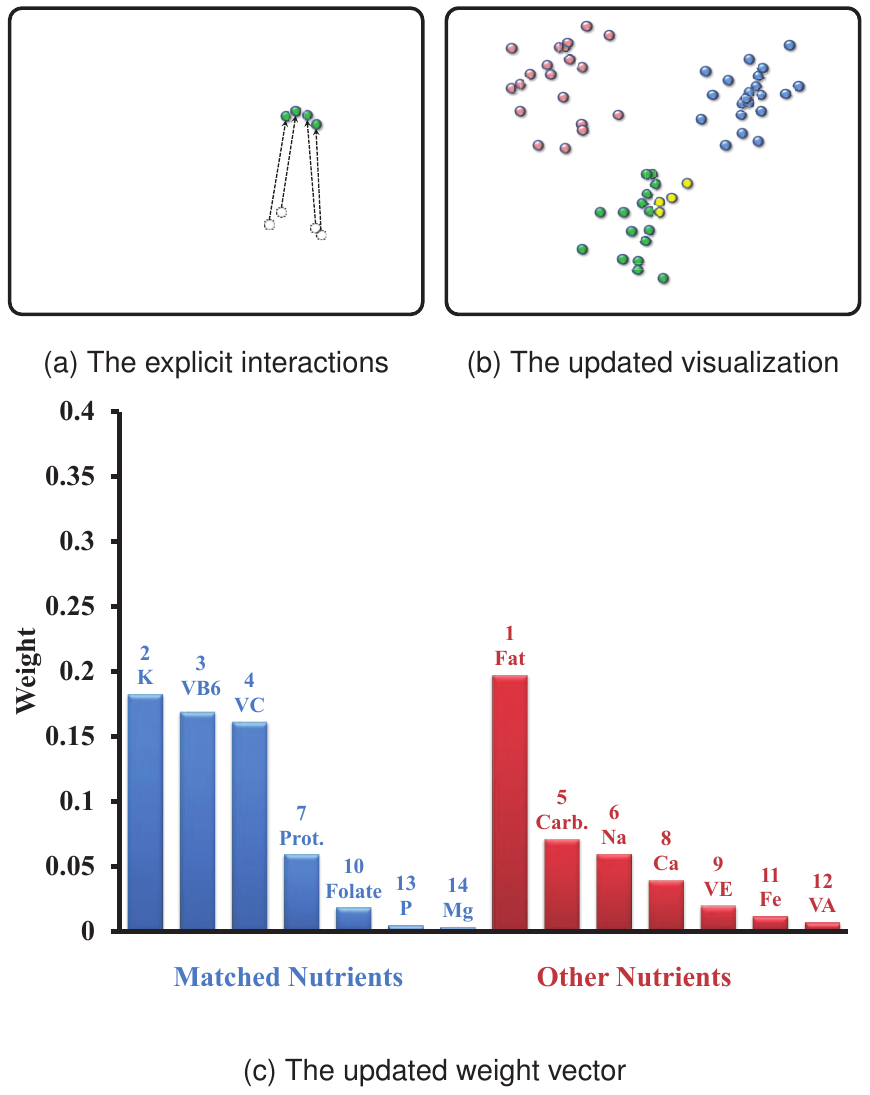 (a) The explicit interactions
(b) The updated visualization
0.4
0.35
0.3
0.25
0.2
0.15
0.1
0.05
0
Weight
2
K
3
VB6
4
VC
7
Prot.
10
Folate
13
P
14
Mg
1
Fat
5
Carb.
6
Na
8
Ca
9
VE
11
Fe
12
VA
Matched Nutrients
Other Nutrients
(c) The updated weight vector